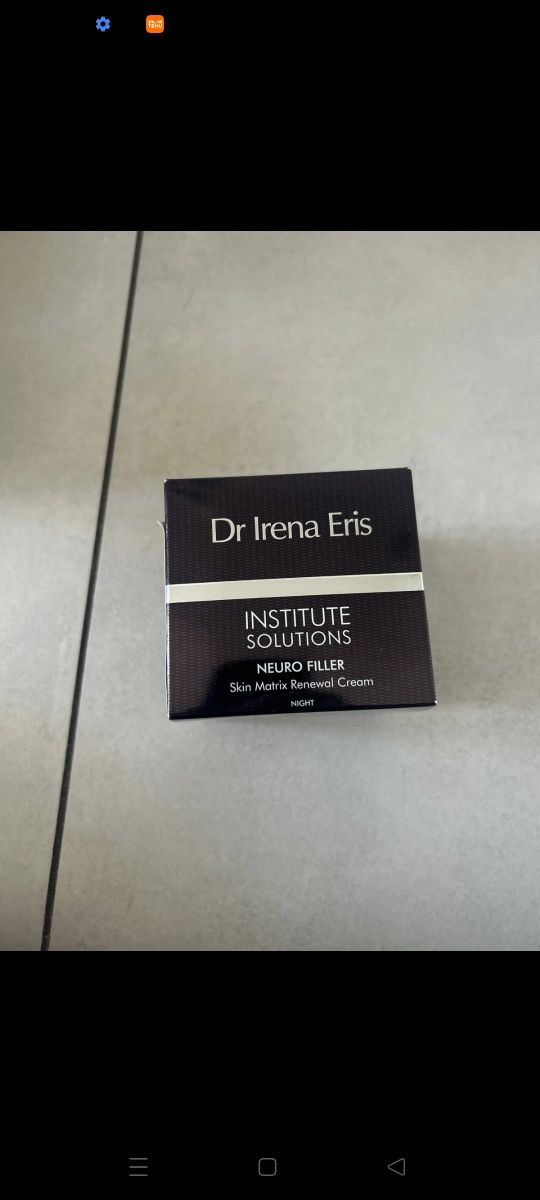 Dr Irena Eris
INSTITUTE
SOLUTIONS
NEURO FILLER
Skin Matrix Renewal Cream
NIGHT